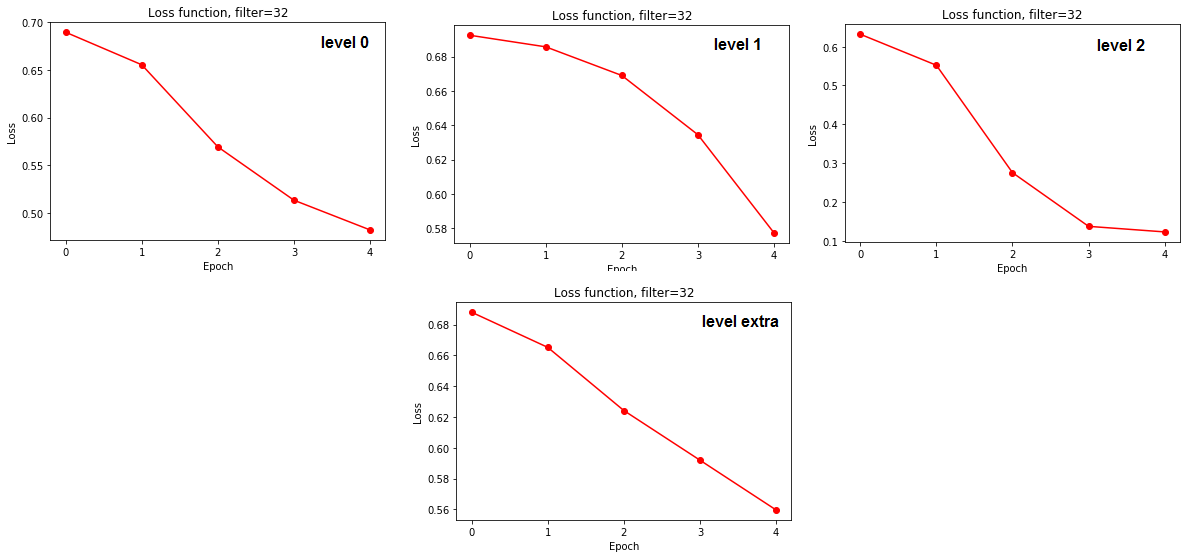 Loss function, filter=32
level 0
0.70
0.65
0.60
0.55
0.50
Loss
0 1 2 3 4
Epoch
Loss function, filter=32
level 1
0.68
0.66
0.64
0.62
0.60
0.58
Loss
0 1 2 3 4
Epoch
Loss function, filter=32
level 2
0.6
0.5
0.4
0.3
0.2
0.1
Loss
0 1 2 3 4
Epoch
Loss function, filter=32
level extra
0.68
0.66
0.64
0.62
0.60
0.58
0.56
Loss
0 1 2 3 4
Epoch